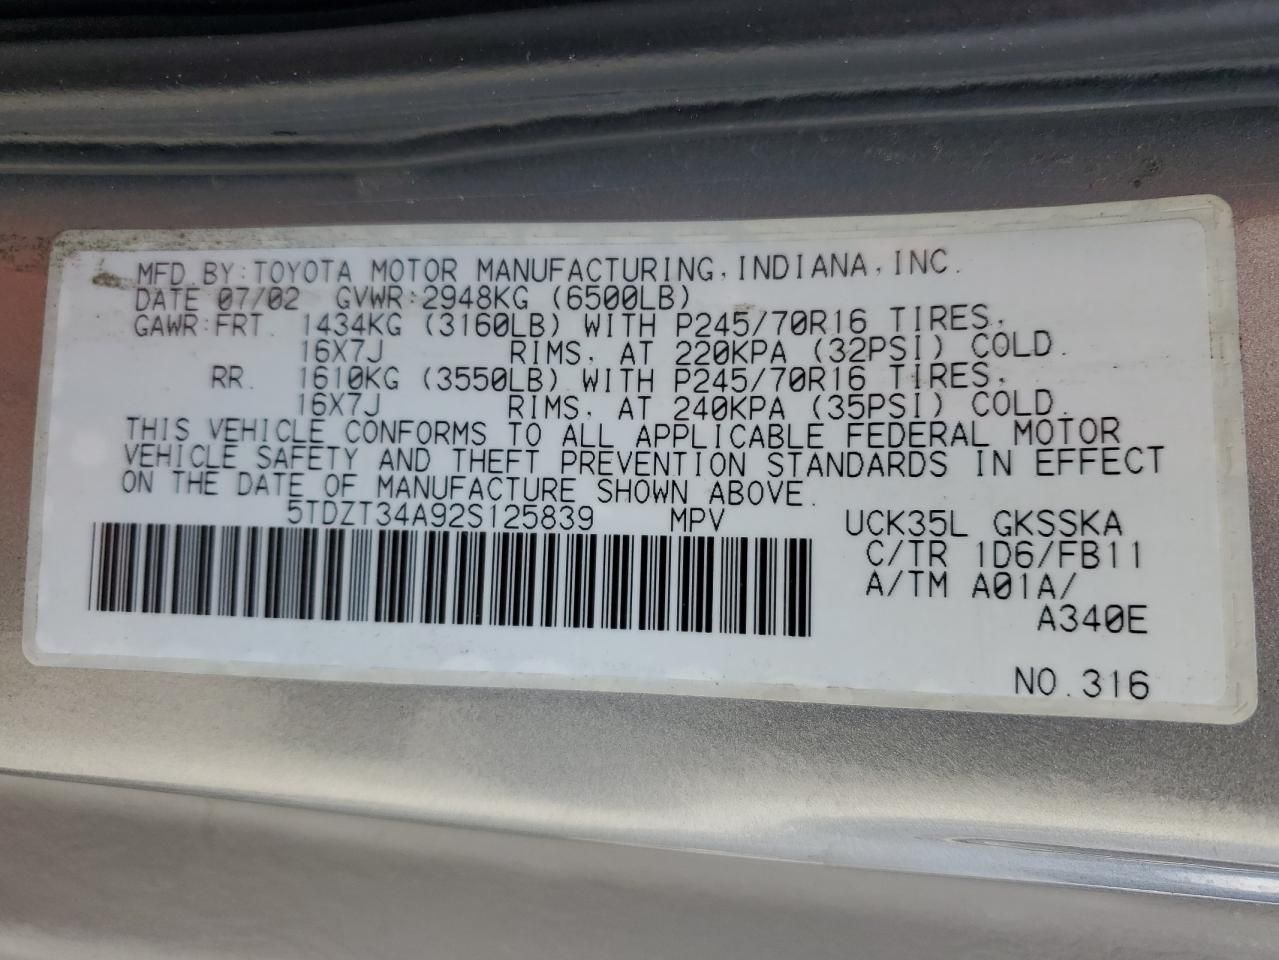 MFD. BY: TOYOTA MOTOR MANUFACTURING, INDIANA, INC.
DATE 07/02 GVWR: 2948KG (6500LB)
GAWR: FRT. 1434KG (3160LB) WITH P245/70R16 TIRES,
16X7J RIMS, AT 220KPA (32PSI) COLD.
RR. 1610KG (3550LB) WITH P245/70R16 TIRES,
16X7J RIMS, AT 240KPA (35PSI) COLD.
THIS VEHICLE CONFORMS TO ALL APPLICABLE FEDERAL MOTOR
VEHICLE SAFETY AND THEFT PREVENTION STANDARDS IN EFFECT
ON THE DATE OF MANUFACTURE SHOWN ABOVE.
5TDZT34A92S125839 MPV UCK35L GKSSKA
C/TR 1D6/FB11
A/TM A01A/
A340E
NO. 316